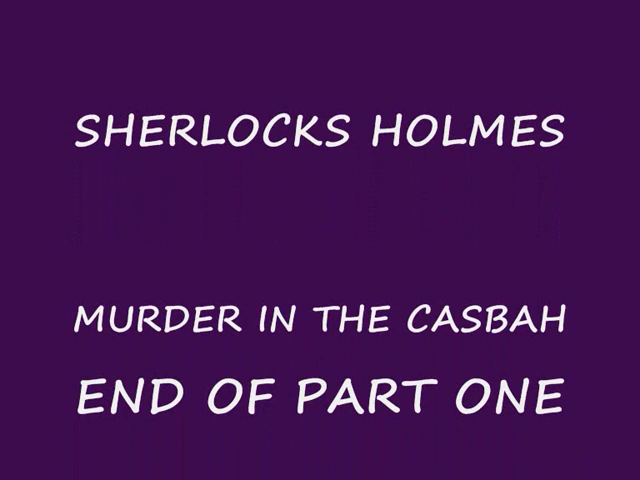 SHERLOCKS HOLMES
MURDER IN THE CASBAH
END OF PART ONE